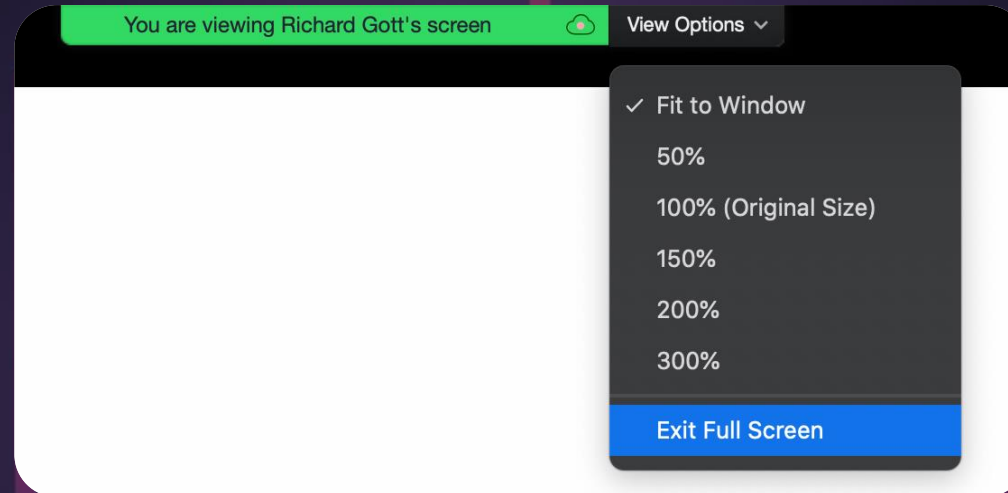 You are viewing Richard Gott's screen
View Options
Fit to Window
50%
100% (Original Size)
150%
200%
300%
Exit Full Screen